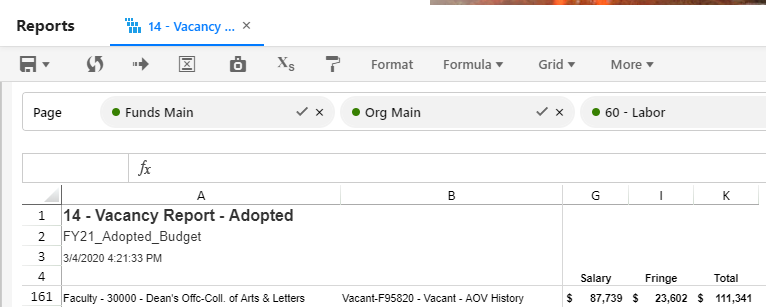 Reports 14 - Vacancy ... ×
Xs Format Formula ▾ Grid ▾ More ▾
Page Funds Main Org Main 60 - Labor
fx
A B G I K
1 14 - Vacancy Report - Adopted
2 FY21_Adopted_Budget
3 3/4/2020 4:21:33 PM
4 Salary Fringe Total
161 Faculty - 30000 - Dean's Offc-Coll. of Arts & Letters Vacant-F95820 - Vacant - AOV History $ 87,739 $ 23,602 $ 111,341